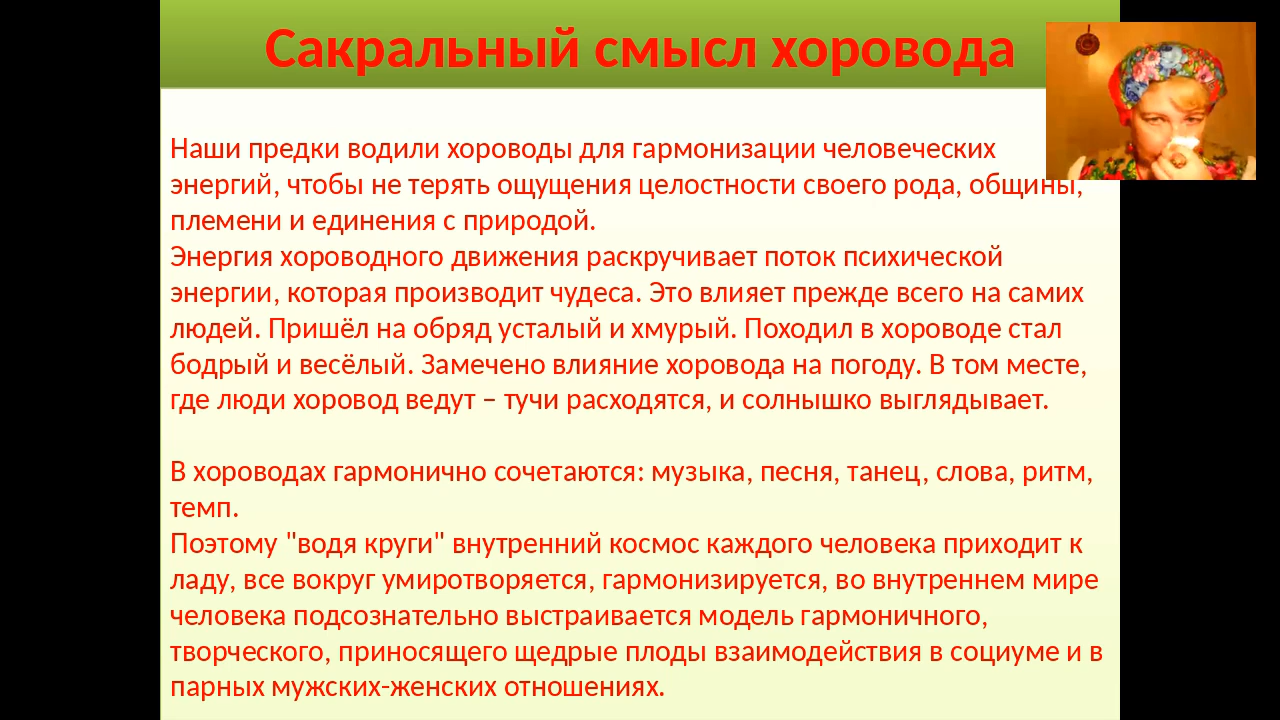 Сакральный смысл хоровода
Наши предки водили хороводы для гармонизации человеческих
энергий, чтобы не терять ощущения целостности своего рода, общины,
племени и единения с природой.
Энергия хороводного движения раскручивает поток психической
энергии, которая производит чудеса. Это влияет прежде всего на самих
людей. Пришёл на обряд усталый и хмурый. Походил в хороводе стал
бодрый и весёлый. Замечено влияние хоровода на погоду. В том месте,
где люди хоровод ведут – тучи расходятся, и солнышко выглядывает.
В хороводах гармонично сочетаются: музыка, песня, танец, слова, ритм,
темп.
Поэтому "водя круги" внутренний космос каждого человека приходит к
ладу, все вокруг умиротворяется, гармонизируется, во внутреннем мире
человека подсознательно выстраивается модель гармоничного,
творческого, приносящего щедрые плоды взаимодействия в социуме и в
парных мужских-женских отношениях.